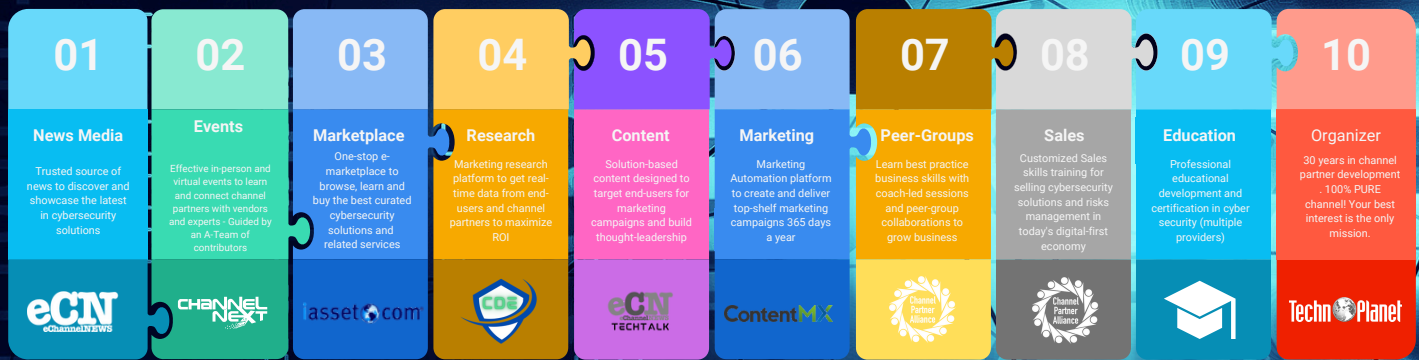 01
News Media
Trusted source of
news to discover and
showcase the latest
in cybersecurity
solutions
eCN
eChannelNEWS
02
Events
Effective in-person and
virtual events to learn
and connect channel
partners with vendors
and experts - Guided by
an A-Team of
contributors
CHANNEL
NEXT
03
Marketplace
One-stop e-
marketplace to
browse, learn and
buy the best curated
cybersecurity
solutions and
related services
iasset.com
04
Research
Marketing research
platform to get real-
time data from end-
users and channel
partners to maximize
ROI
CDE
05
Content
Solution-based
content designed to
target end-users for
marketing
campaigns and build
thought-leadership
eCN
eChannelNEWS
TECHTALK
06
Marketing
Marketing
Automation platform
to create and deliver
top-shelf marketing
campaigns 365 days
a year
ContentMX
07
Peer-Groups
Learn best practice
business skills with
coach-led sessions
and peer-group
collaborations to
grow business
Channel
Partner
Alliance
08
Sales
Customized Sales
skills training for
selling cybersecurity
solutions and risks
management in
today's digital-first
economy
Channel
Partner
Alliance
09
Education
Professional
educational
development and
certification in cyber
security (multiple
providers)
10
Organizer
30 years in channel
partner development
. 100% PURE
channel! Your best
interest is the only
mission.
TechnoPlanet